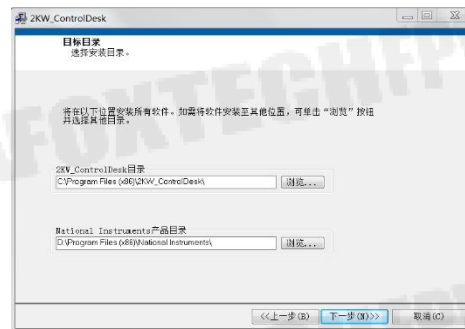 2KW_ControlDesk
目标目录
选择安装目录。
将在以下位置安装所有软件。如需将软件安装至其他位置，可单击“浏览”按钮
并选择其他目录。
2KW_ControlDesk目录
C:\Program Files (x86)\2KW_ControlDesk\
浏览...
National Instruments产品目录
D:\Program Files (x86)\National Instruments\
浏览...
<<上一步(B) 下一步(N)>> 取消(C)